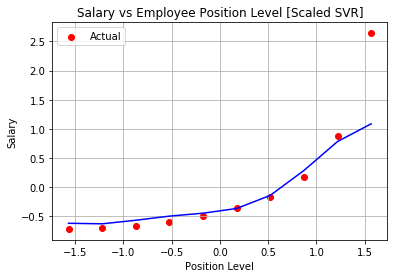 Salary vs Employee Position Level [Scaled SVR]
Actual
2.5
2.0
1.5
1.0
0.5
0.0
−0.5
Salary
−1.5 −1.0 −0.5 0.0 0.5 1.0 1.5
Position Level